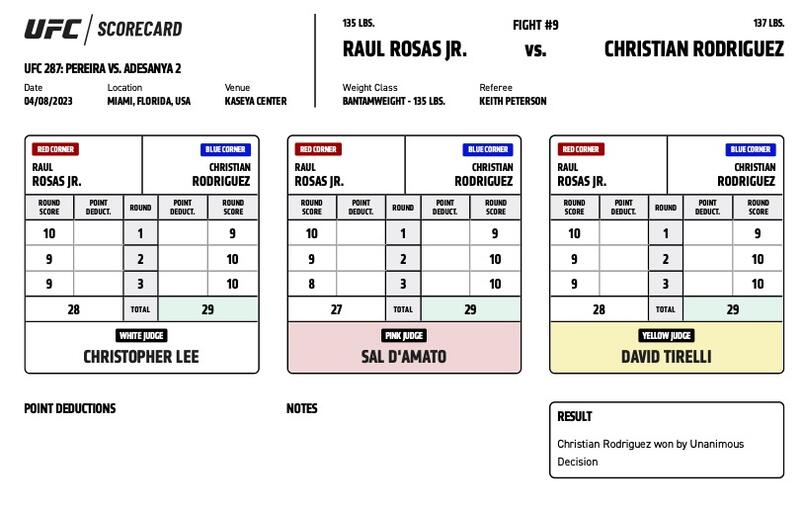 UFC / SCORECARD
UFC 287: PEREIRA VS. ADESANYA 2
Date Location Venue
04/08/2023 MIAMI, FLORIDA, USA KASEYA CENTER
135 LBS. FIGHT #9 137 LBS.
RAUL ROSAS JR. VS. CHRISTIAN RODRIGUEZ
Weight Class Referee
BANTAMWEIGHT - 135 LBS. KEITH PETERSON
RED CORNER BLUE CORNER
RAUL CHRISTIAN
ROSAS JR. RODRIGUEZ
ROUND SCORE POINT DEDUCT. ROUND POINT DEDUCT. ROUND SCORE
10 1 9
9 2 10
9 3 10
28 TOTAL 29
WHITE JUDGE
CHRISTOPHER LEE
RED CORNER BLUE CORNER
RAUL CHRISTIAN
ROSAS JR. RODRIGUEZ
ROUND SCORE POINT DEDUCT. ROUND POINT DEDUCT. ROUND SCORE
10 1 9
9 2 10
8 3 10
27 TOTAL 29
PINK JUDGE
SAL D'AMATO
RED CORNER BLUE CORNER
RAUL CHRISTIAN
ROSAS JR. RODRIGUEZ
ROUND SCORE POINT DEDUCT. ROUND POINT DEDUCT. ROUND SCORE
10 1 9
9 2 10
9 3 10
28 TOTAL 29
YELLOW JUDGE
DAVID TIRELLI
POINT DEDUCTIONS
NOTES
RESULT
Christian Rodriguez won by Unanimous
Decision